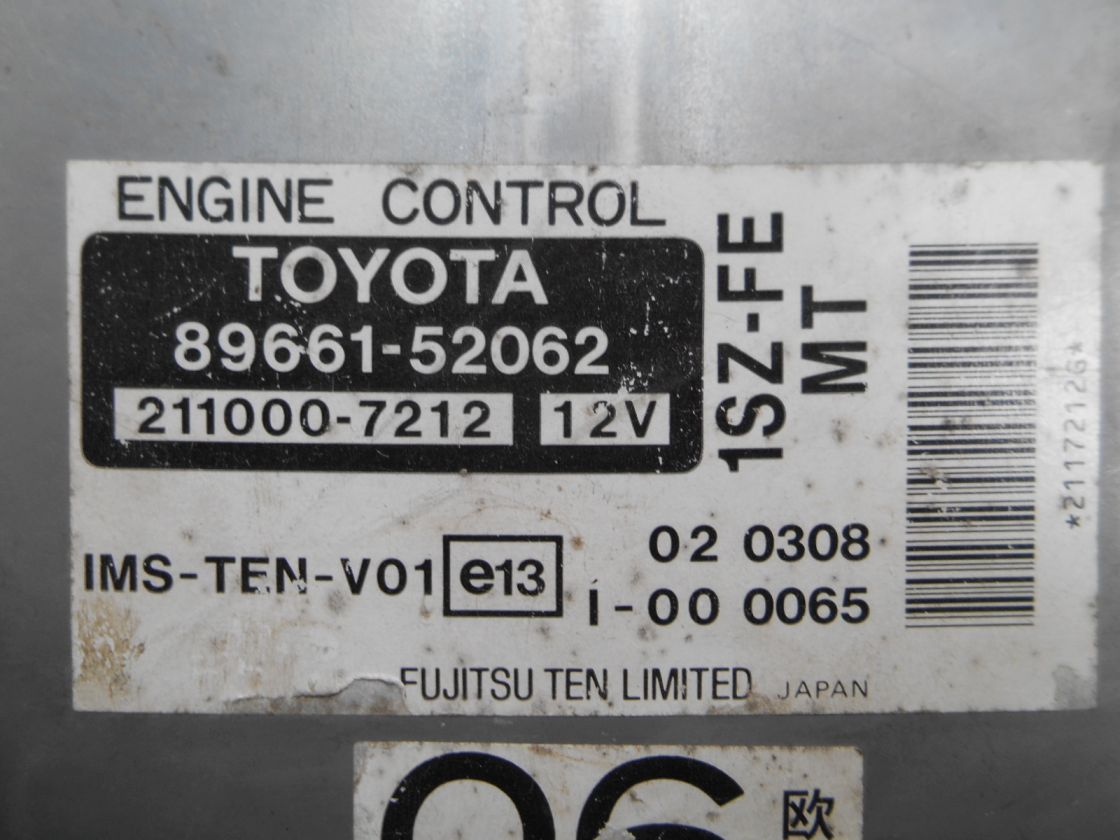 ENGINE CONTROL
TOYOTA
89661-52062
211000-7212 12V
1SZ-FE
MT
*21172126*
IMS-TEN-V01 e13 02 0308
I-00 0065
FUJITSU TEN LIMITED JAPAN
06 欧